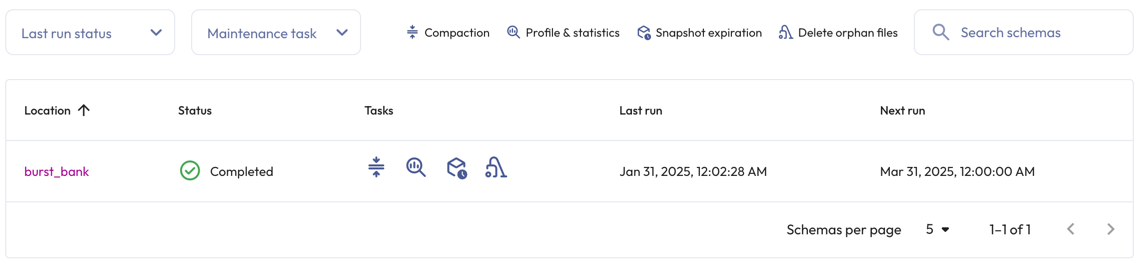 Last run status Maintenance task Compaction Profile & statistics Snapshot expiration Delete orphan files Search schemas
Location Status Tasks Last run Next run
burst_bank Completed Jan 31, 2025, 12:02:28 AM Mar 31, 2025, 12:00:00 AM
Schemas per page 5 1–1 of 1